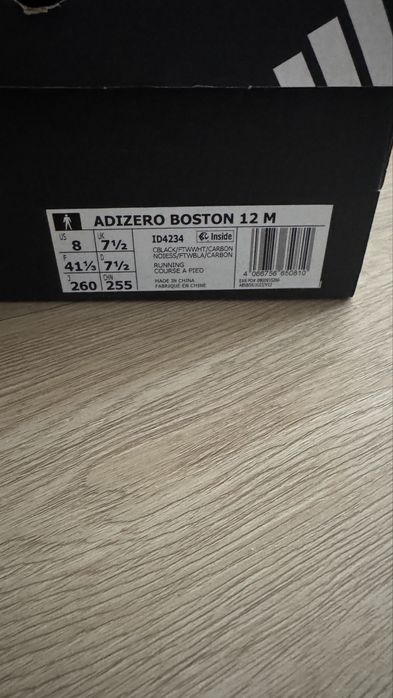 ADIZERO BOSTON 12 M
US 8 UK 7½
F 41⅓ D 7½
J 260 CHN 255
ID4234 Inside
CBLACK/FTWWHT/CARBON
NOIESS/FTWBLA/CARBON
RUNNING
COURSE A PIED
MADE IN CHINA
FABRIQUE EN CHINE
4 066756 660810